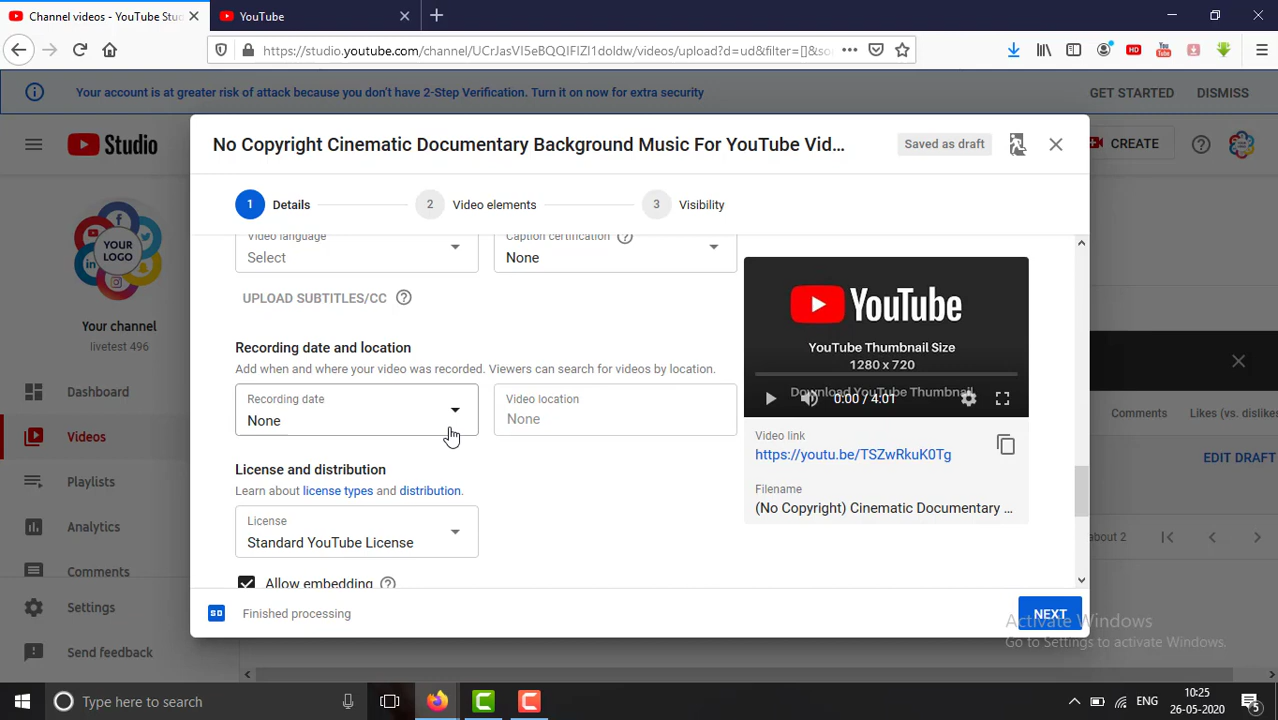 Channel videos - YouTube Stu
YouTube
https://studio.youtube.com/channel/UCrJasVI5eBQQIFIZI1doldw/videos/upload?d=ud&filter=[]&so
Your account is at greater risk of attack because you don't have 2-Step Verification. Turn it on now for extra security
GET STARTED
DISMISS
Studio
CREATE
No Copyright Cinematic Documentary Background Music For YouTube Vid...
Saved as draft
1
Details
2
Video elements
3
Visibility
YOUR
LOGO
Your channel
livetest 496
Dashboard
Videos
Playlists
Analytics
Comments
Settings
Send feedback
Video language
Select
Caption certification
None
UPLOAD SUBTITLES/CC
Recording date and location
Add when and where your video was recorded. Viewers can search for videos by location.
Recording date
None
Video location
None
License and distribution
Learn about license types and distribution.
License
Standard YouTube License
Allow embedding
YouTube
YouTube Thumbnail Size
1280 x 720
Download YouTube Thumbnail
0:00 / 4:01
Video link
https://youtu.be/TSZwRkuK0Tg
Filename
(No Copyright) Cinematic Documentary ...
Comments
Likes (vs. dislikes
EDIT DRAFT
about 2
SD
Finished processing
NEXT
Activate Windows
Go to Settings to activate Windows.
Type here to search
ENG
10:25
26-05-2020
5